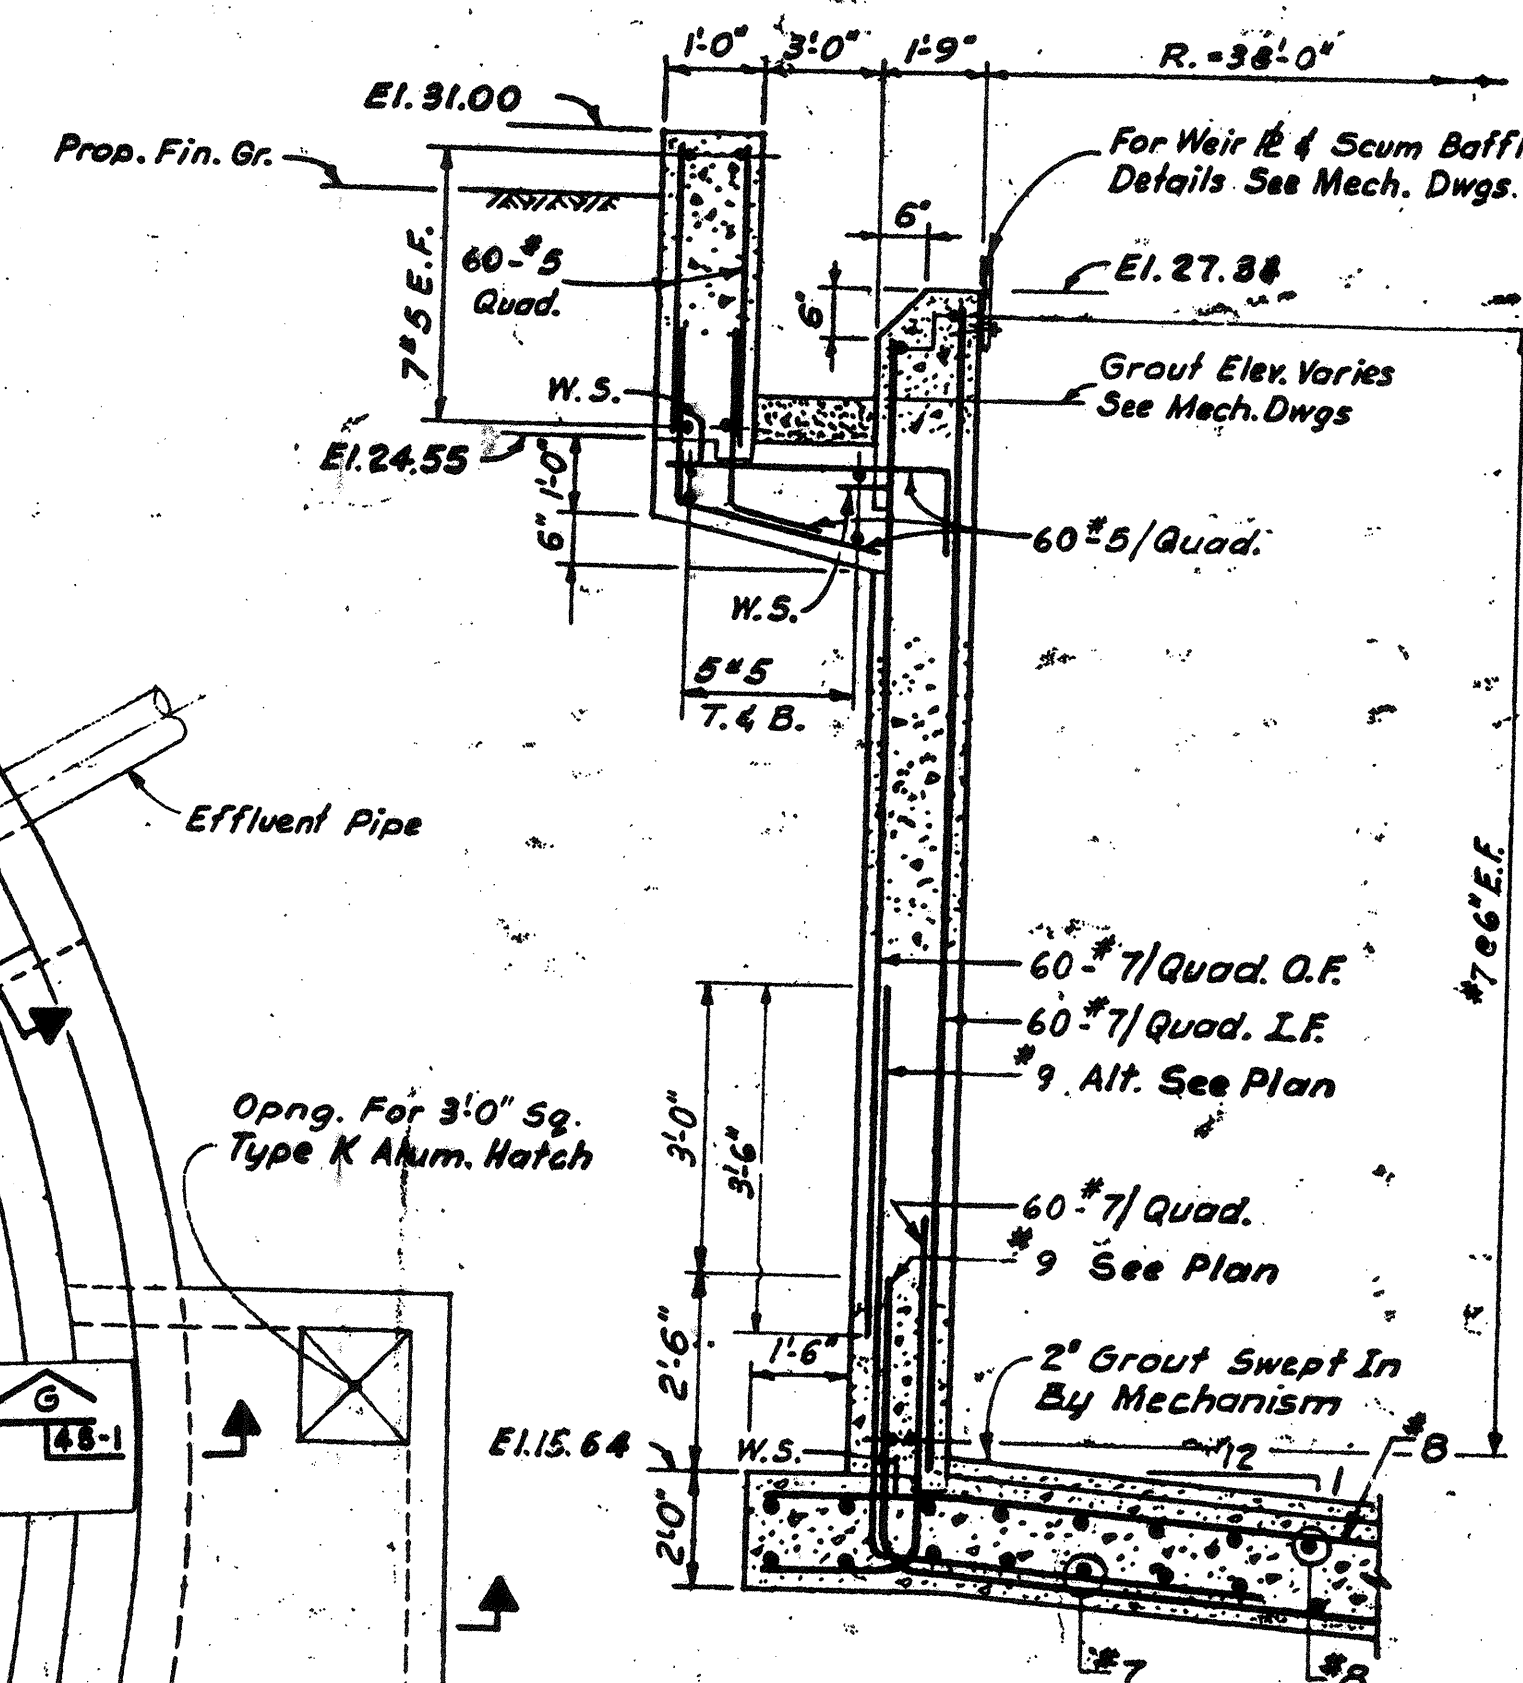 1'-0" 3'-0" 1'-9" R. = 38'-0"
El. 31.00
Prop. Fin. Gr.
For Weir ℙ & Scum Baffl
Details See Mech. Dwgs.
6"
El. 27.38
60-#5
Quad.
7#5 E.F.
6"
Grout Elev. Varies
See Mech. Dwgs
W.S.
El. 24.55
1'-0"
6"
60#5/Quad.
W.S.
5#5
T. & B.
Effluent Pipe
#7@6" E.F.
60-#7/Quad. O.F.
60-#7/Quad. I.F.
#9 Alt. See Plan
Opng. For 3'-0" Sq.
Type K Alum. Hatch
3'-0"
3'-6"
60-#7/Quad.
#9 See Plan
2'-6"
1'-6"
2" Grout Swept In
By Mechanism
G
48-1
El. 15.64
W.S.
12
1
#8
2'-0"
#7
#8